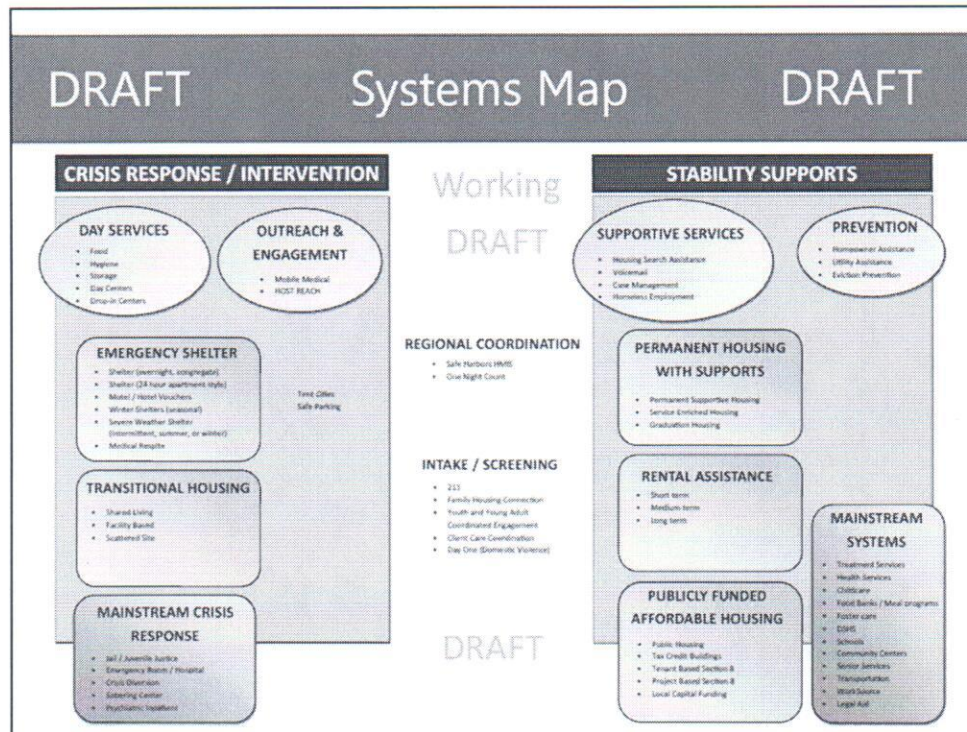 DRAFT Systems Map DRAFT
CRISIS RESPONSE / INTERVENTION
DAY SERVICES
• Food
• Hygiene
• Storage
• Day Centers
• Drop-in Centers
OUTREACH &
ENGAGEMENT
• Mobile Medical
• HOST REACH
EMERGENCY SHELTER
• Shelter (overnight, congregate)
• Shelter (24 hour apartment style)
• Motel / Hotel Vouchers
• Winter Shelters (seasonal)
• Severe Weather Shelter
(intermittent, summer, or winter)
• Medical Respite
Tent Cities
Safe Parking
TRANSITIONAL HOUSING
• Shared Living
• Facility Based
• Scattered Site
MAINSTREAM CRISIS
RESPONSE
• Jail / Juvenile Justice
• Emergency Room / Hospital
• Crisis Diversion
• Sobering Center
• Psychiatric Inpatient
Working
DRAFT
REGIONAL COORDINATION
• Safe Harbors HMIS
• One Night Count
INTAKE / SCREENING
• 211
• Family Housing Connection
• Youth and Young Adult
Coordinated Engagement
• Client Care Coordination
• Day One (Domestic Violence)
DRAFT
STABILITY SUPPORTS
SUPPORTIVE SERVICES
• Housing Search Assistance
• Voicemail
• Case Management
• Homeless Employment
PREVENTION
• Homeowner Assistance
• Utility Assistance
• Eviction Prevention
PERMANENT HOUSING
WITH SUPPORTS
• Permanent Supportive Housing
• Service Enriched Housing
• Graduation Housing
RENTAL ASSISTANCE
• Short term
• Medium term
• Long term
PUBLICLY FUNDED
AFFORDABLE HOUSING
• Public Housing
• Tax Credit Buildings
• Tenant Based Section 8
• Project Based Section 8
• Local Capital Funding
MAINSTREAM
SYSTEMS
• Treatment Services
• Health Services
• Childcare
• Food Banks / Meal programs
• Foster care
• DSHS
• Schools
• Community Centers
• Senior Services
• Transportation
• WorkSource
• Legal Aid